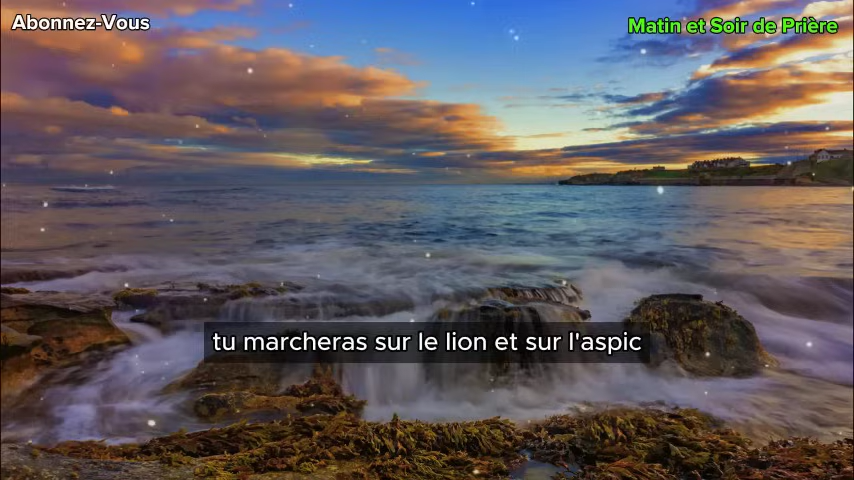 Abonnez-Vous
Matin et Soir de Prière
tu marcheras sur le lion et sur l'aspic